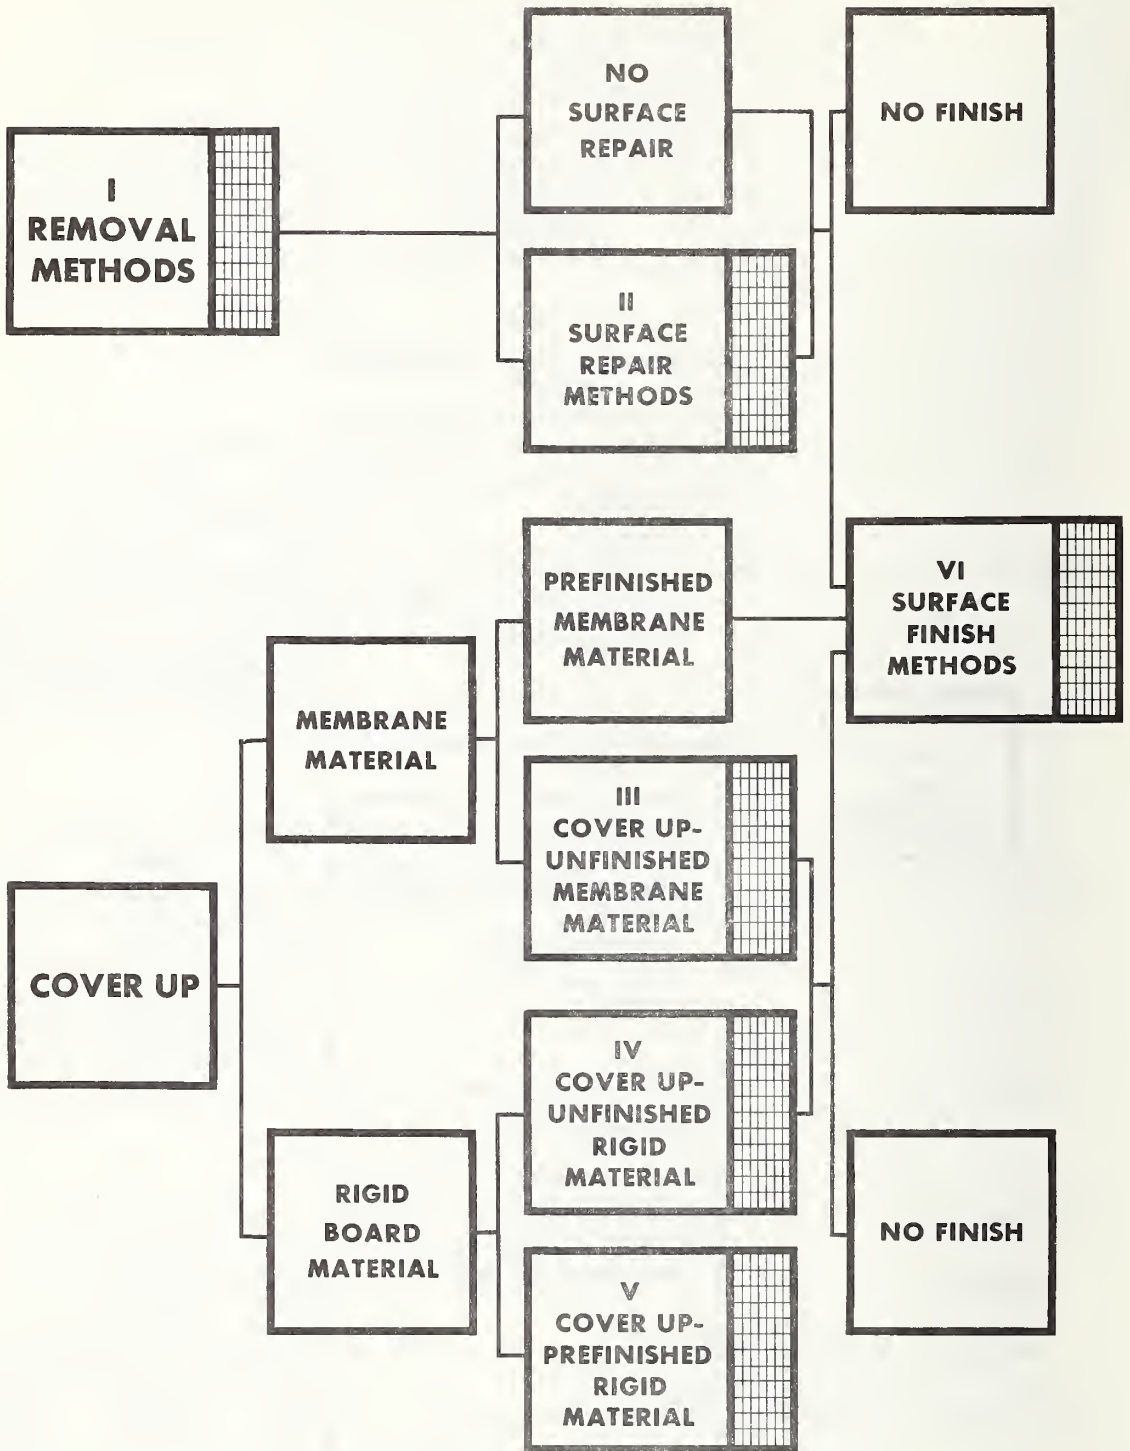 NO
SURFACE
REPAIR
NO FINISH
I
REMOVAL
METHODS
II
SURFACE
REPAIR
METHODS
PREFINISHED
MEMBRANE
MATERIAL
VI
SURFACE
FINISH
METHODS
MEMBRANE
MATERIAL
III
COVER UP-
UNFINISHED
MEMBRANE
MATERIAL
COVER UP
IV
COVER UP-
UNFINISHED
RIGID
MATERIAL
RIGID
BOARD
MATERIAL
NO FINISH
V
COVER UP-
PREFINISHED
RIGID
MATERIAL